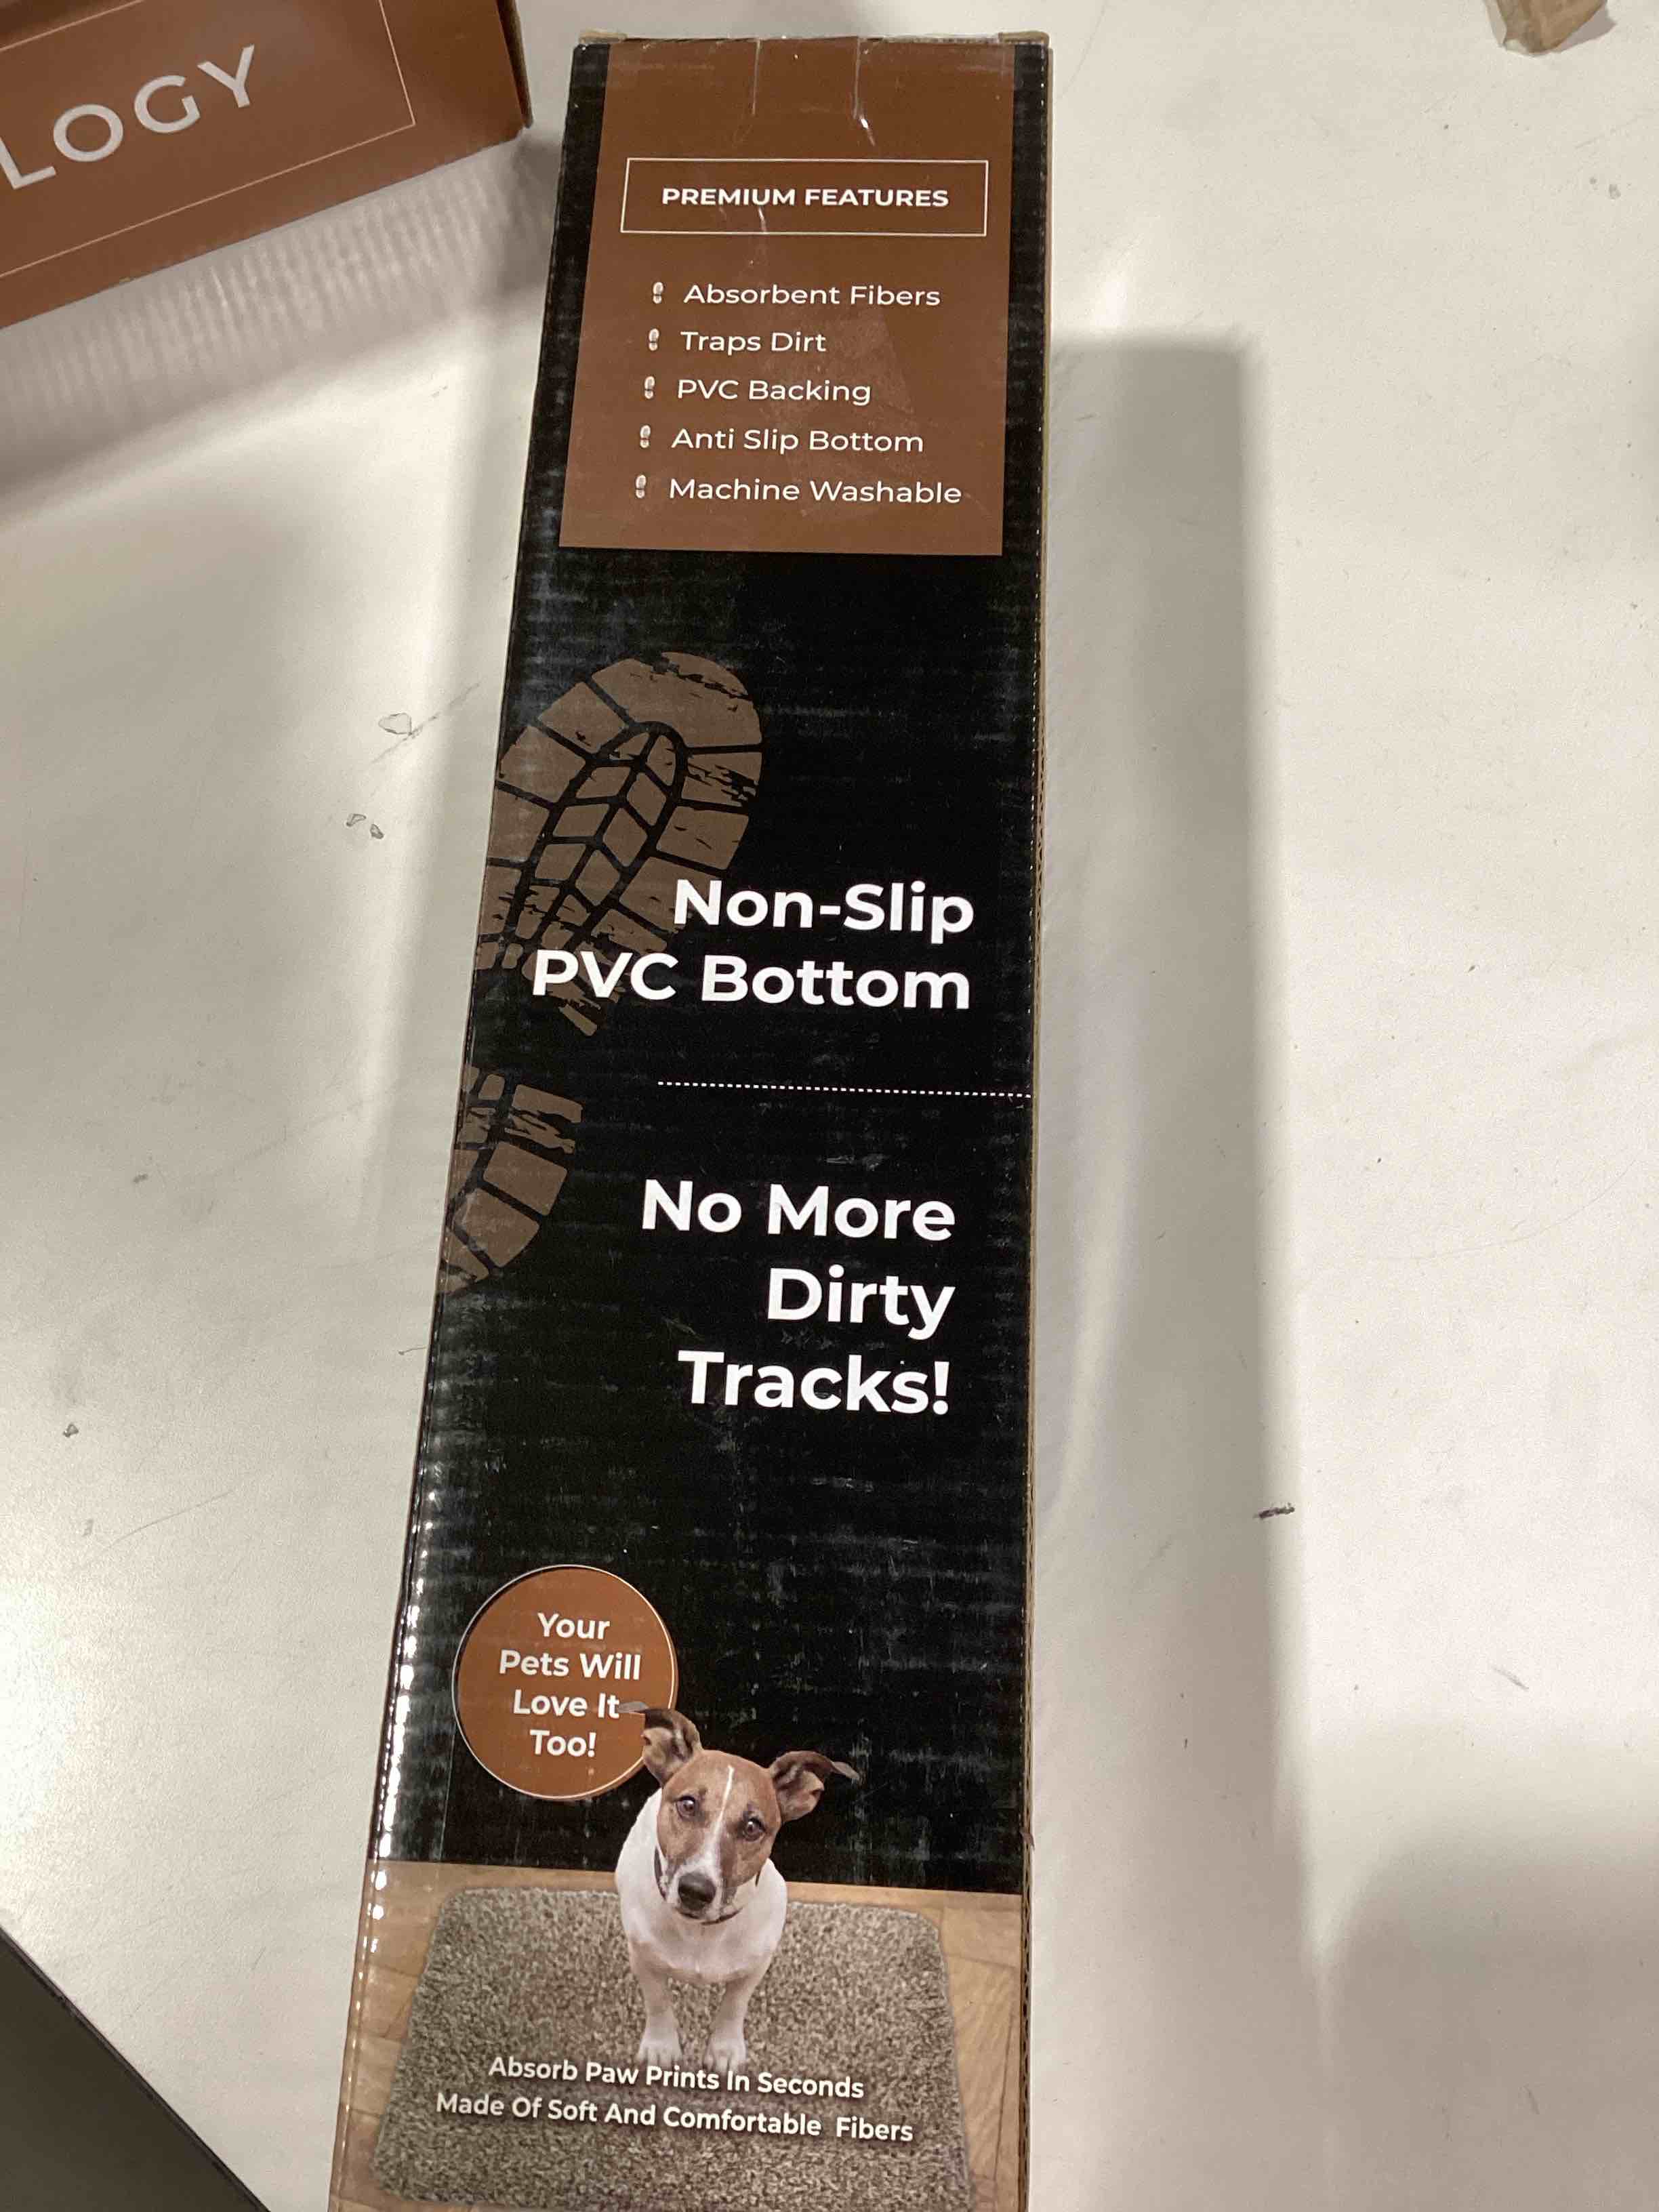 LOGY
PREMIUM FEATURES
Absorbent Fibers
Traps Dirt
PVC Backing
Anti Slip Bottom
Machine Washable
Non-Slip
PVC Bottom
No More
Dirty
Tracks!
Your
Pets Will
Love It
Too!
Absorb Paw Prints In Seconds
Made Of Soft And Comfortable Fibers